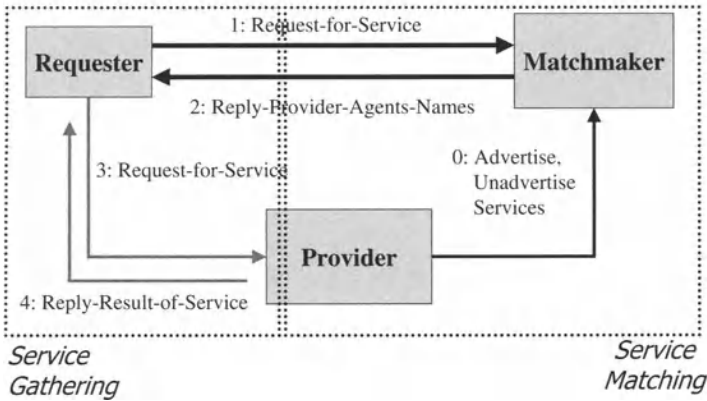 1: Request-for-Service
Requester
Matchmaker
2: Reply-Provider-Agents-Names
3: Request-for-Service
0: Advertise,
Unadvertise
Services
Provider
4: Reply-Result-of-Service
Service
Gathering
Service
Matching